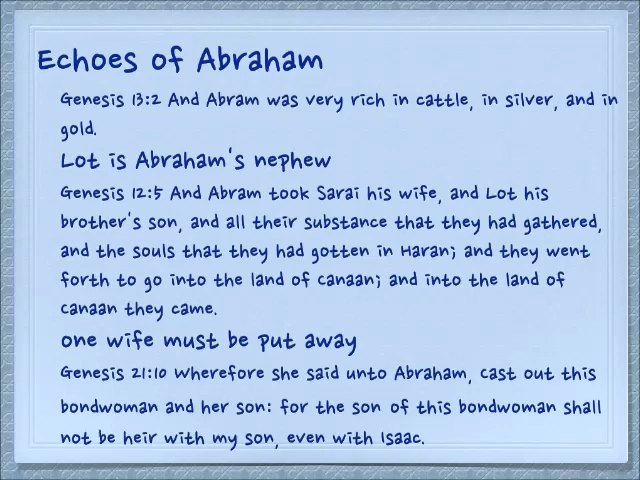 Echoes of Abraham
Genesis 13:2 And Abram was very rich in cattle, in silver, and in
gold.
Lot is Abraham's nephew
Genesis 12:5 And Abram took Sarai his wife, and Lot his
brother's son, and all their substance that they had gathered,
and the souls that they had gotten in Haran; and they went
forth to go into the land of Canaan; and into the land of
Canaan they came.
one wife must be put away
Genesis 21:10 Wherefore she said unto Abraham, Cast out this
bondwoman and her son: for the son of this bondwoman shall
not be heir with my son, even with Isaac.